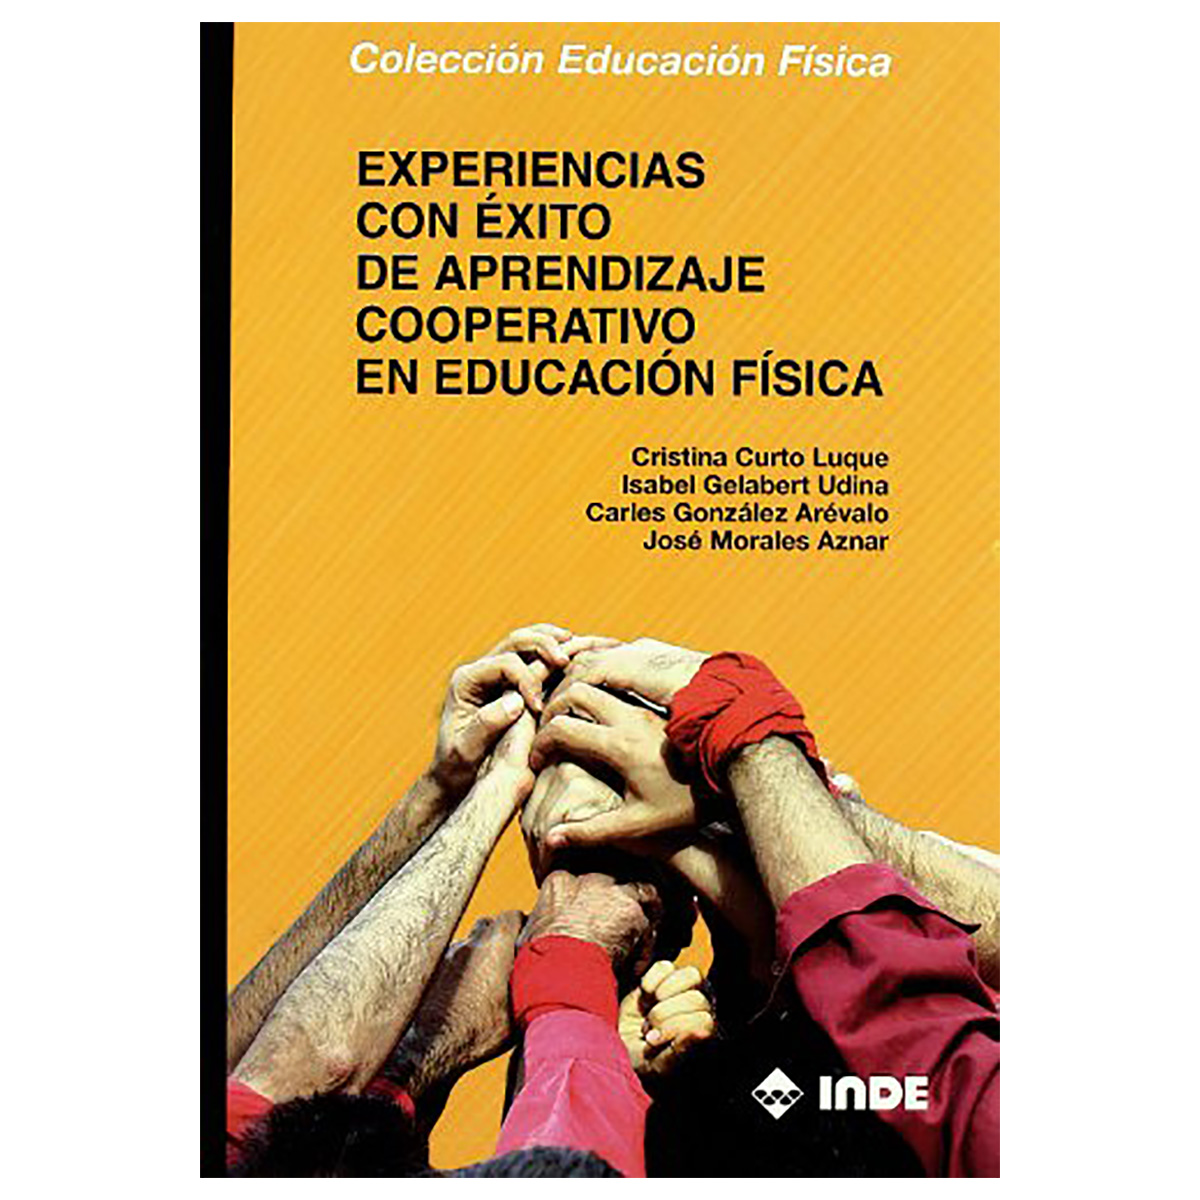 Colección Educación Física
EXPERIENCIAS
CON ÉXITO
DE APRENDIZAJE
COOPERATIVO
EN EDUCACIÓN FÍSICA
Cristina Curto Luque
Isabel Gelabert Udina
Carles González Arévalo
José Morales Aznar
INDE